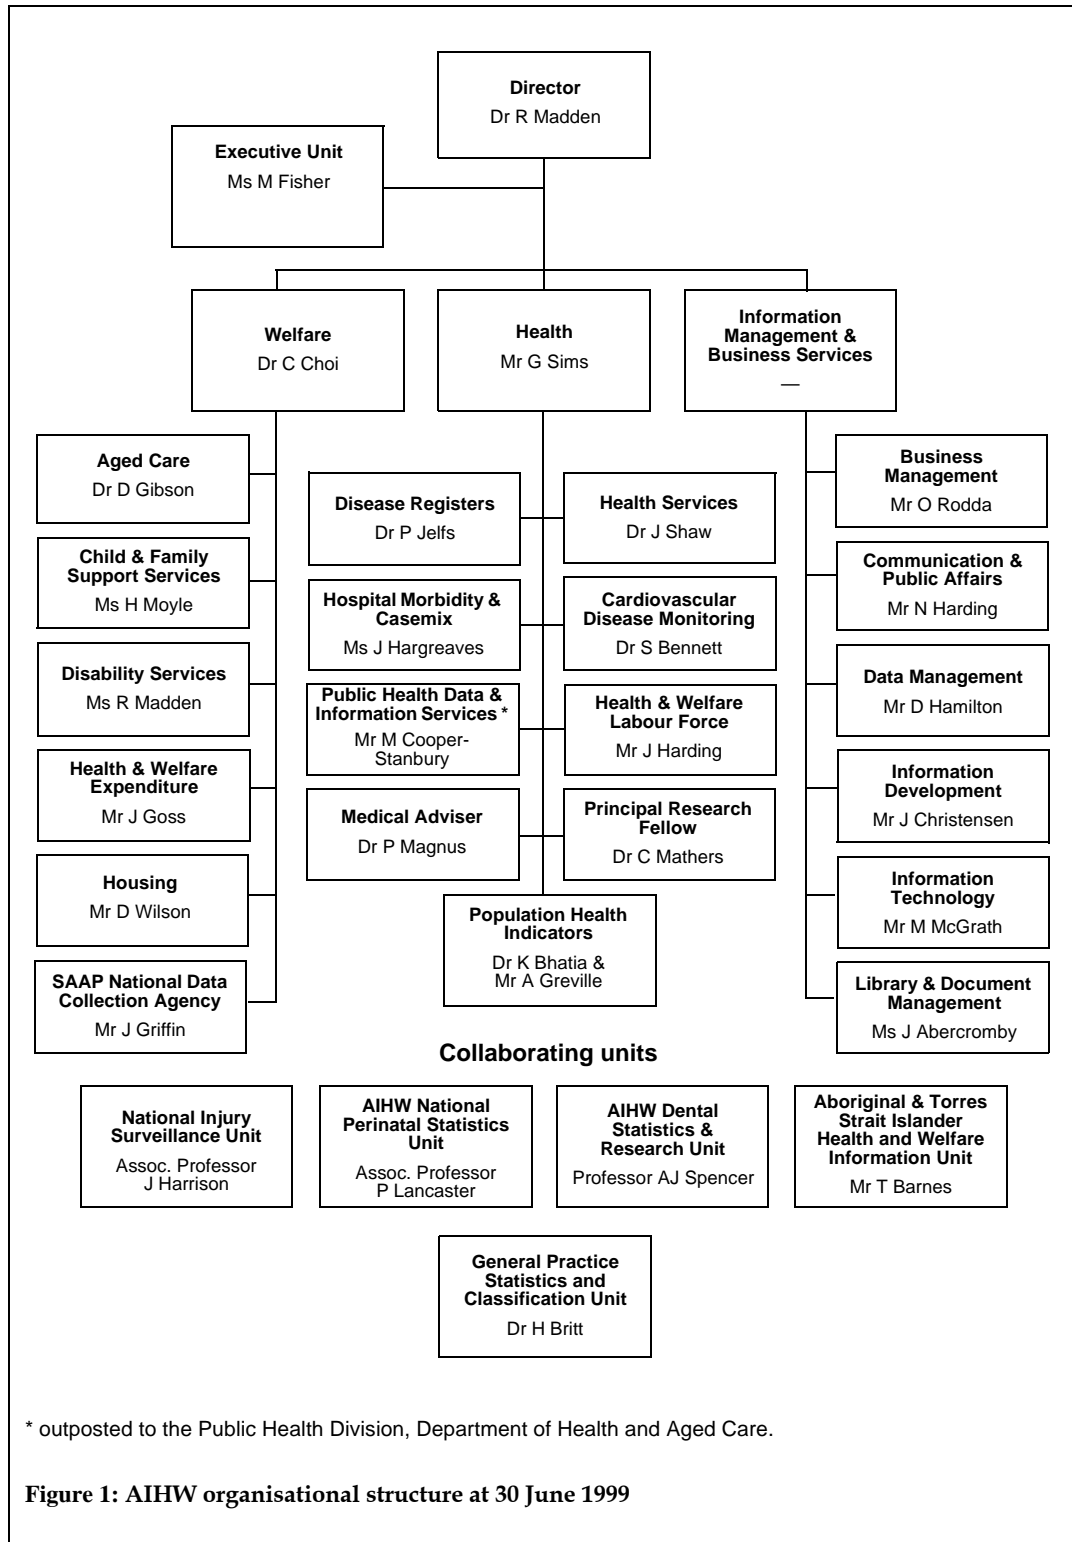 Director
Dr R Madden
Executive Unit
Ms M Fisher
Welfare
Dr C Choi
Health
Mr G Sims
Information
Management &
Business Services
—
Aged Care
Dr D Gibson
Child & Family
Support Services
Ms H Moyle
Disability Services
Ms R Madden
Health & Welfare
Expenditure
Mr J Goss
Housing
Mr D Wilson
SAAP National Data
Collection Agency
Mr J Griffin
Disease Registers
Dr P Jelfs
Health Services
Dr J Shaw
Hospital Morbidity &
Casemix
Ms J Hargreaves
Cardiovascular
Disease Monitoring
Dr S Bennett
Public Health Data &
Information Services *
Mr M Cooper-
Stanbury
Health & Welfare
Labour Force
Mr J Harding
Medical Adviser
Dr P Magnus
Principal Research
Fellow
Dr C Mathers
Population Health
Indicators
Dr K Bhatia &
Mr A Greville
Business
Management
Mr O Rodda
Communication &
Public Affairs
Mr N Harding
Data Management
Mr D Hamilton
Information
Development
Mr J Christensen
Information
Technology
Mr M McGrath
Library & Document
Management
Ms J Abercromby
Collaborating units
National Injury
Surveillance Unit
Assoc. Professor
J Harrison
AIHW National
Perinatal Statistics
Unit
Assoc. Professor
P Lancaster
AIHW Dental
Statistics &
Research Unit
Professor AJ Spencer
Aboriginal & Torres
Strait Islander
Health and Welfare
Information Unit
Mr T Barnes
General Practice
Statistics and
Classification Unit
Dr H Britt
* outposted to the Public Health Division, Department of Health and Aged Care.
Figure 1: AIHW organisational structure at 30 June 1999